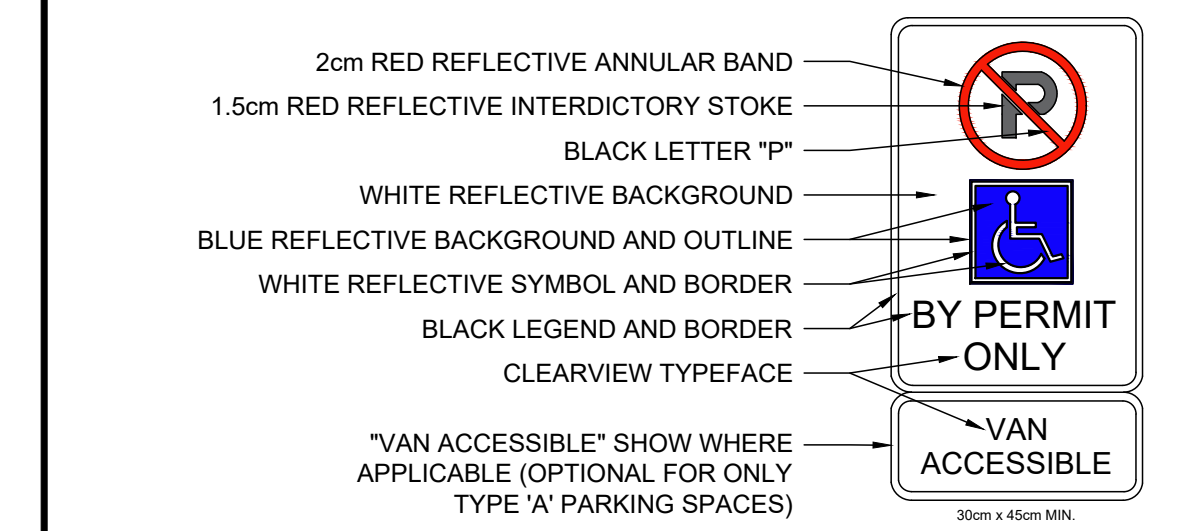 2cm RED REFLECTIVE ANNULAR BAND
1.5cm RED REFLECTIVE INTERDICTORY STOKE
BLACK LETTER "P"
WHITE REFLECTIVE BACKGROUND
BLUE REFLECTIVE BACKGROUND AND OUTLINE
WHITE REFLECTIVE SYMBOL AND BORDER
BLACK LEGEND AND BORDER
CLEARVIEW TYPEFACE
"VAN ACCESSIBLE" SHOW WHERE
APPLICABLE (OPTIONAL FOR ONLY
TYPE 'A' PARKING SPACES)
P
BY PERMIT
ONLY
VAN
ACCESSIBLE
30cm x 45cm MIN.